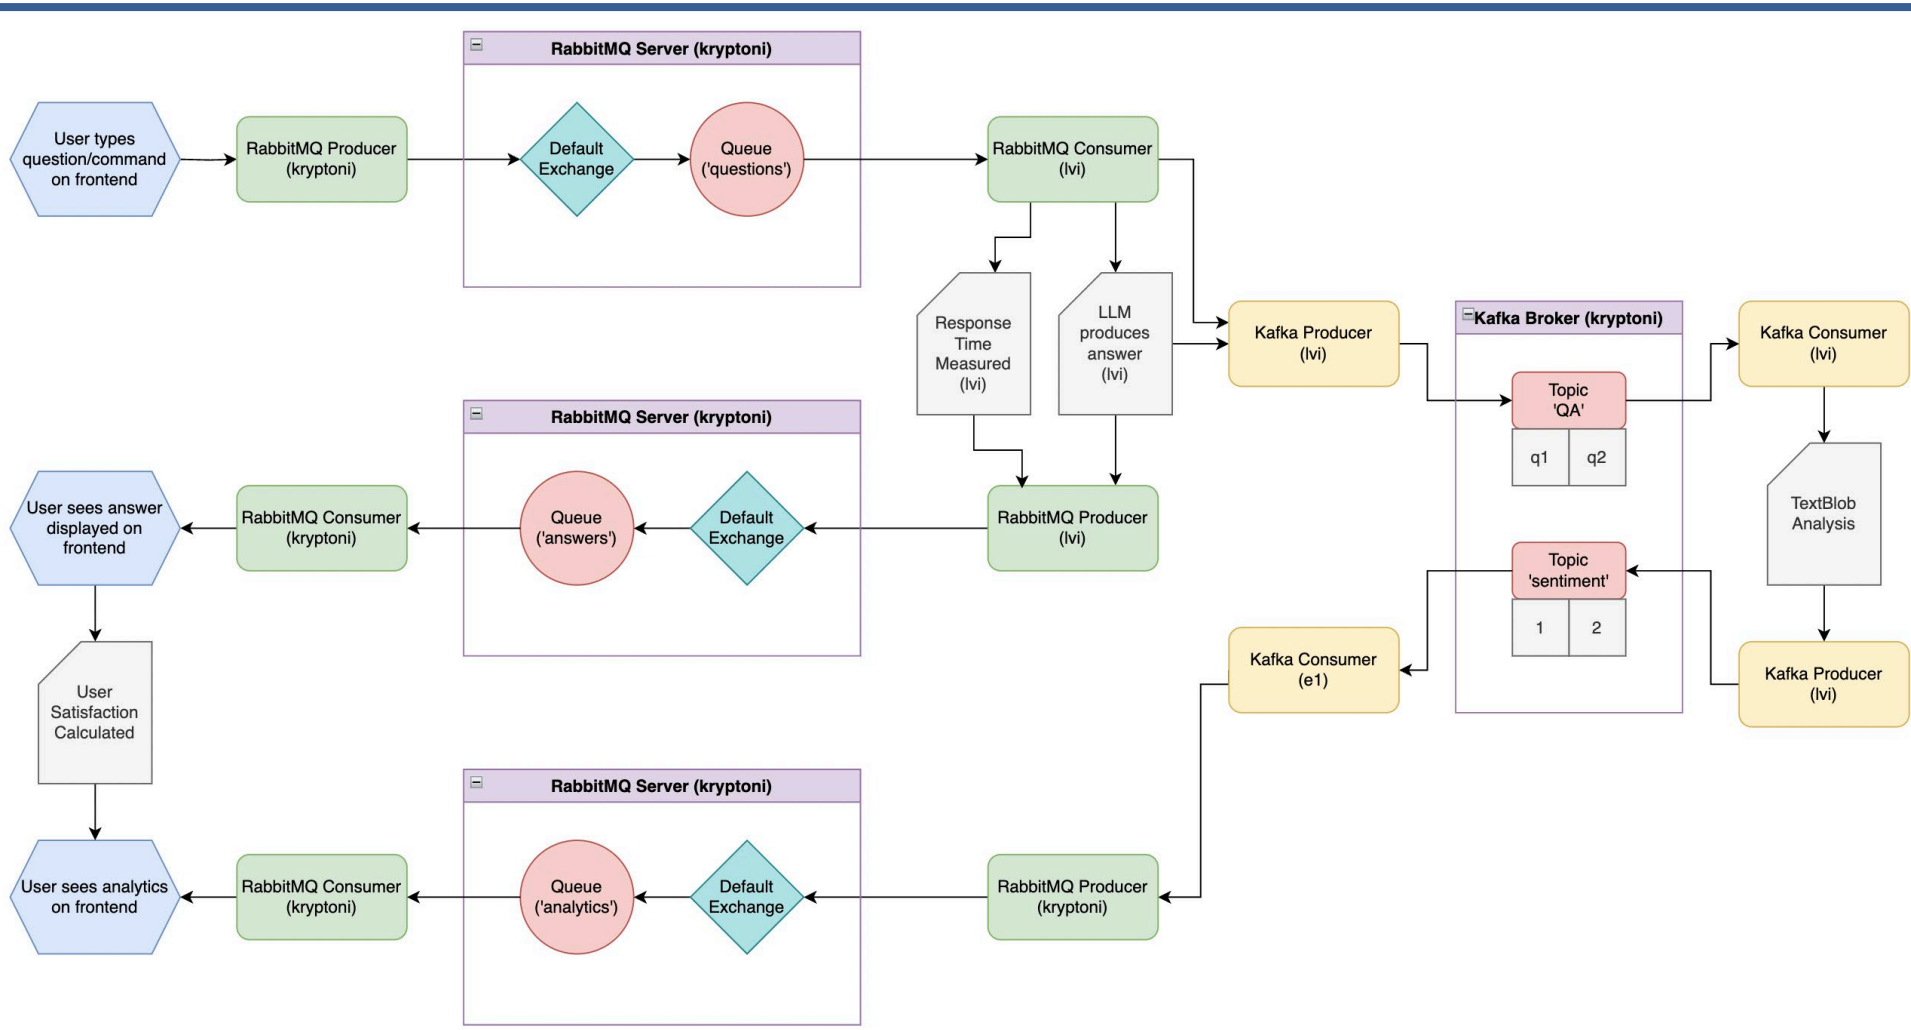 RabbitMQ Server (kryptoni)
User types
question/command
on frontend
RabbitMQ Producer
(kryptoni)
Default
Exchange
Queue
('questions')
RabbitMQ Consumer
(lvi)
Response
Time
Measured
(lvi)
LLM
produces
answer
(lvi)
Kafka Producer
(lvi)
Kafka Broker (kryptoni)
Topic
'QA'
q1
q2
Kafka Consumer
(lvi)
TextBlob
Analysis
Kafka Producer
(lvi)
Topic
'sentiment'
1
2
Kafka Consumer
(e1)
RabbitMQ Server (kryptoni)
RabbitMQ Producer
(lvi)
Default
Exchange
Queue
('answers')
RabbitMQ Consumer
(kryptoni)
User sees answer
displayed on
frontend
User
Satisfaction
Calculated
RabbitMQ Server (kryptoni)
RabbitMQ Producer
(kryptoni)
Default
Exchange
Queue
('analytics')
RabbitMQ Consumer
(kryptoni)
User sees analytics
on frontend